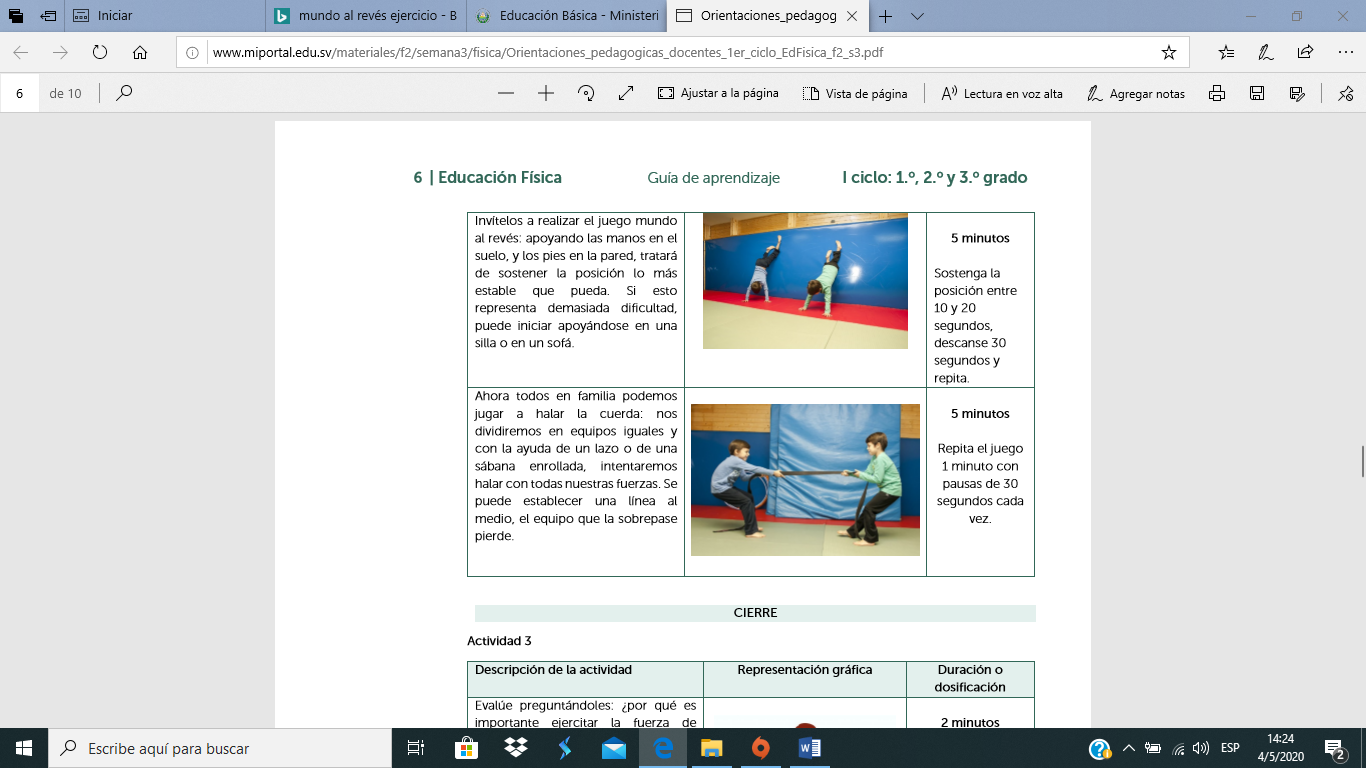 Iniciar
mundo al revés ejercicio - B
Educación Básica - Ministeri
Orientaciones_pedagog
www.miportal.edu.sv/materiales/f2/semana3/fisica/Orientaciones_pedagogicas_docentes_1er_ciclo_EdFisica_f2_s3.pdf
6 de 10
Ajustar a la página
Vista de página
Lectura en voz alta
Agregar notas
6 | Educación Física
Guía de aprendizaje
I ciclo: 1.º, 2.º y 3.º grado
Invítelos a realizar el juego mundo
al revés: apoyando las manos en el
suelo, y los pies en la pared, tratará
de sostener la posición lo más
estable que pueda. Si esto
representa demasiada dificultad,
puede iniciar apoyándose en una
silla o en un sofá.
5 minutos
Sostenga la
posición entre
10 y 20
segundos,
descanse 30
segundos y
repita.
Ahora todos en familia podemos
jugar a halar la cuerda: nos
dividiremos en equipos iguales y
con la ayuda de un lazo o de una
sábana enrollada, intentaremos
halar con todas nuestras fuerzas. Se
puede establecer una línea al
medio, el equipo que la sobrepase
pierde.
5 minutos
Repita el juego
1 minuto con
pausas de 30
segundos cada
vez.
CIERRE
Actividad 3
Descripción de la actividad
Representación gráfica
Duración o
dosificación
Evalúe preguntándoles: ¿por qué es
importante ejercitar la fuerza de
2 minutos
Escribe aquí para buscar
ESP
14:24
4/5/2020
2